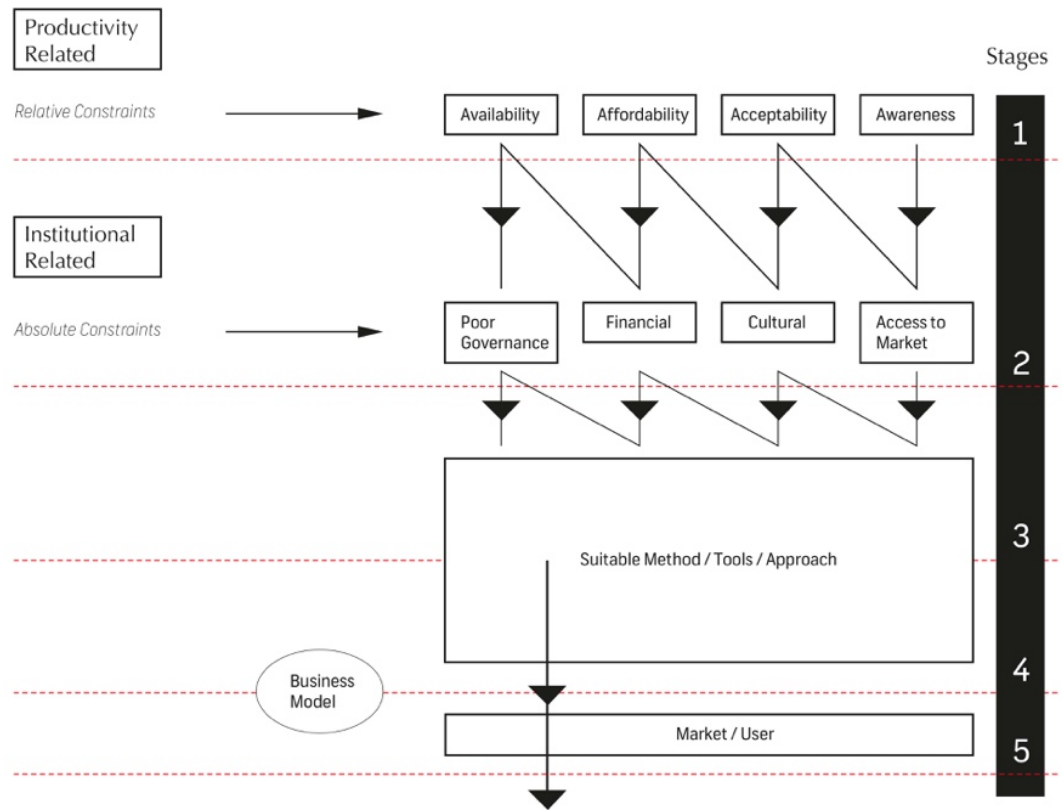 Productivity
Related
Stages
Relative Constraints
Availability
Affordability
Acceptability
Awareness
1
Institutional
Related
Absolute Constraints
Poor
Governance
Financial
Cultural
Access to
Market
2
3
Suitable Method / Tools / Approach
4
Business
Model
Market / User
5